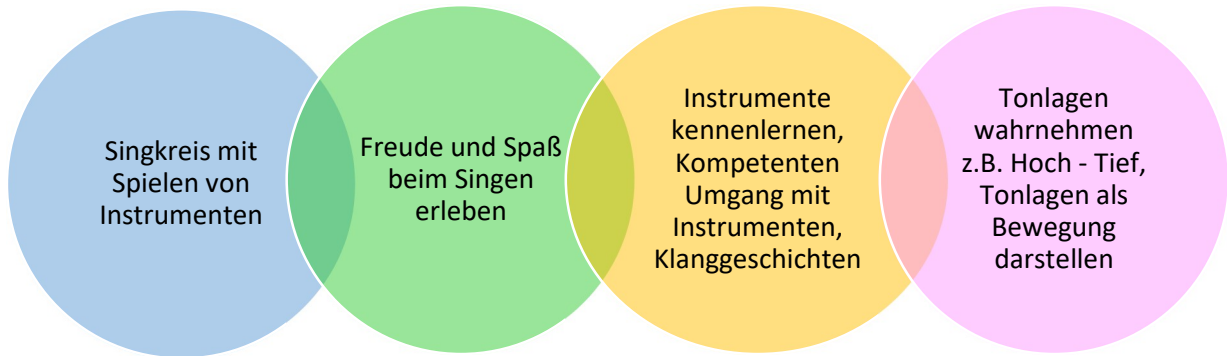 Singkreis mit
Spielen von
Instrumenten
Freude und Spaß
beim Singen
erleben
Instrumente
kennenlernen,
Kompetenten
Umgang mit
Instrumenten,
Klanggeschichten
Tonlagen
wahrnehmen
z.B. Hoch - Tief,
Tonlagen als
Bewegung
darstellen